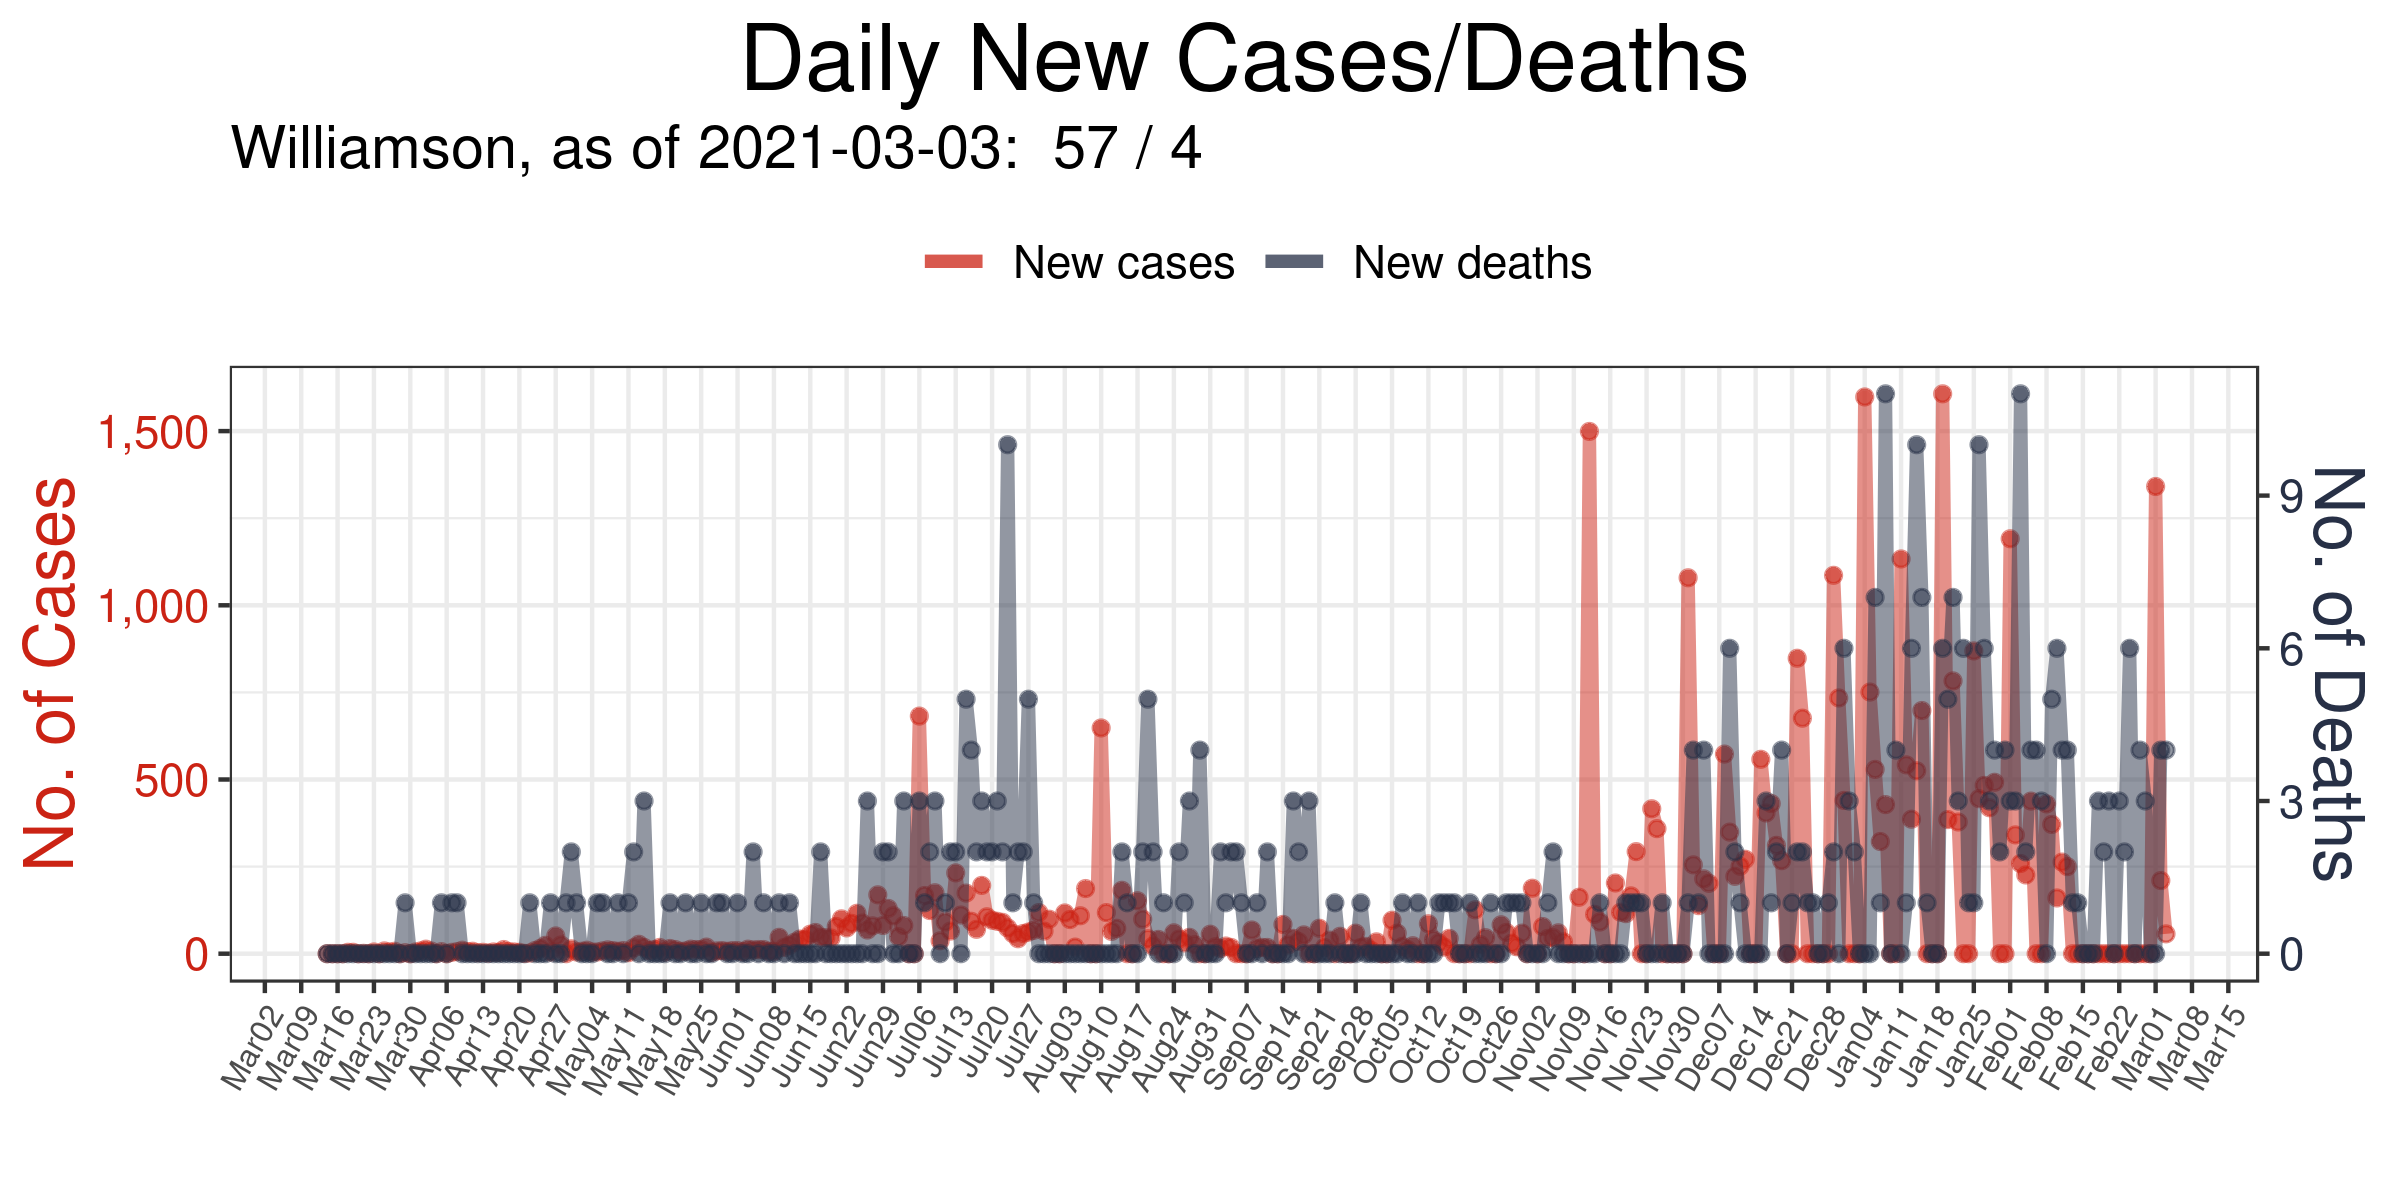 Daily New Cases/Deaths
Williamson, as of 2021-03-03: 57 / 4
New cases
New deaths
No. of Cases
1,500
1,000
500
0
9
6
3
0
No. of Deaths
Mar02
Mar09
Mar16
Mar23
Mar30
Apr06
Apr13
Apr20
Apr27
May04
May11
May18
May25
Jun01
Jun08
Jun15
Jun22
Jun29
Jul06
Jul13
Jul20
Jul27
Aug03
Aug10
Aug17
Aug24
Aug31
Sep07
Sep14
Sep21
Sep28
Oct05
Oct12
Oct19
Oct26
Nov02
Nov09
Nov16
Nov23
Nov30
Dec07
Dec14
Dec21
Dec28
Jan04
Jan11
Jan18
Jan25
Feb01
Feb08
Feb15
Feb22
Mar01
Mar08
Mar15